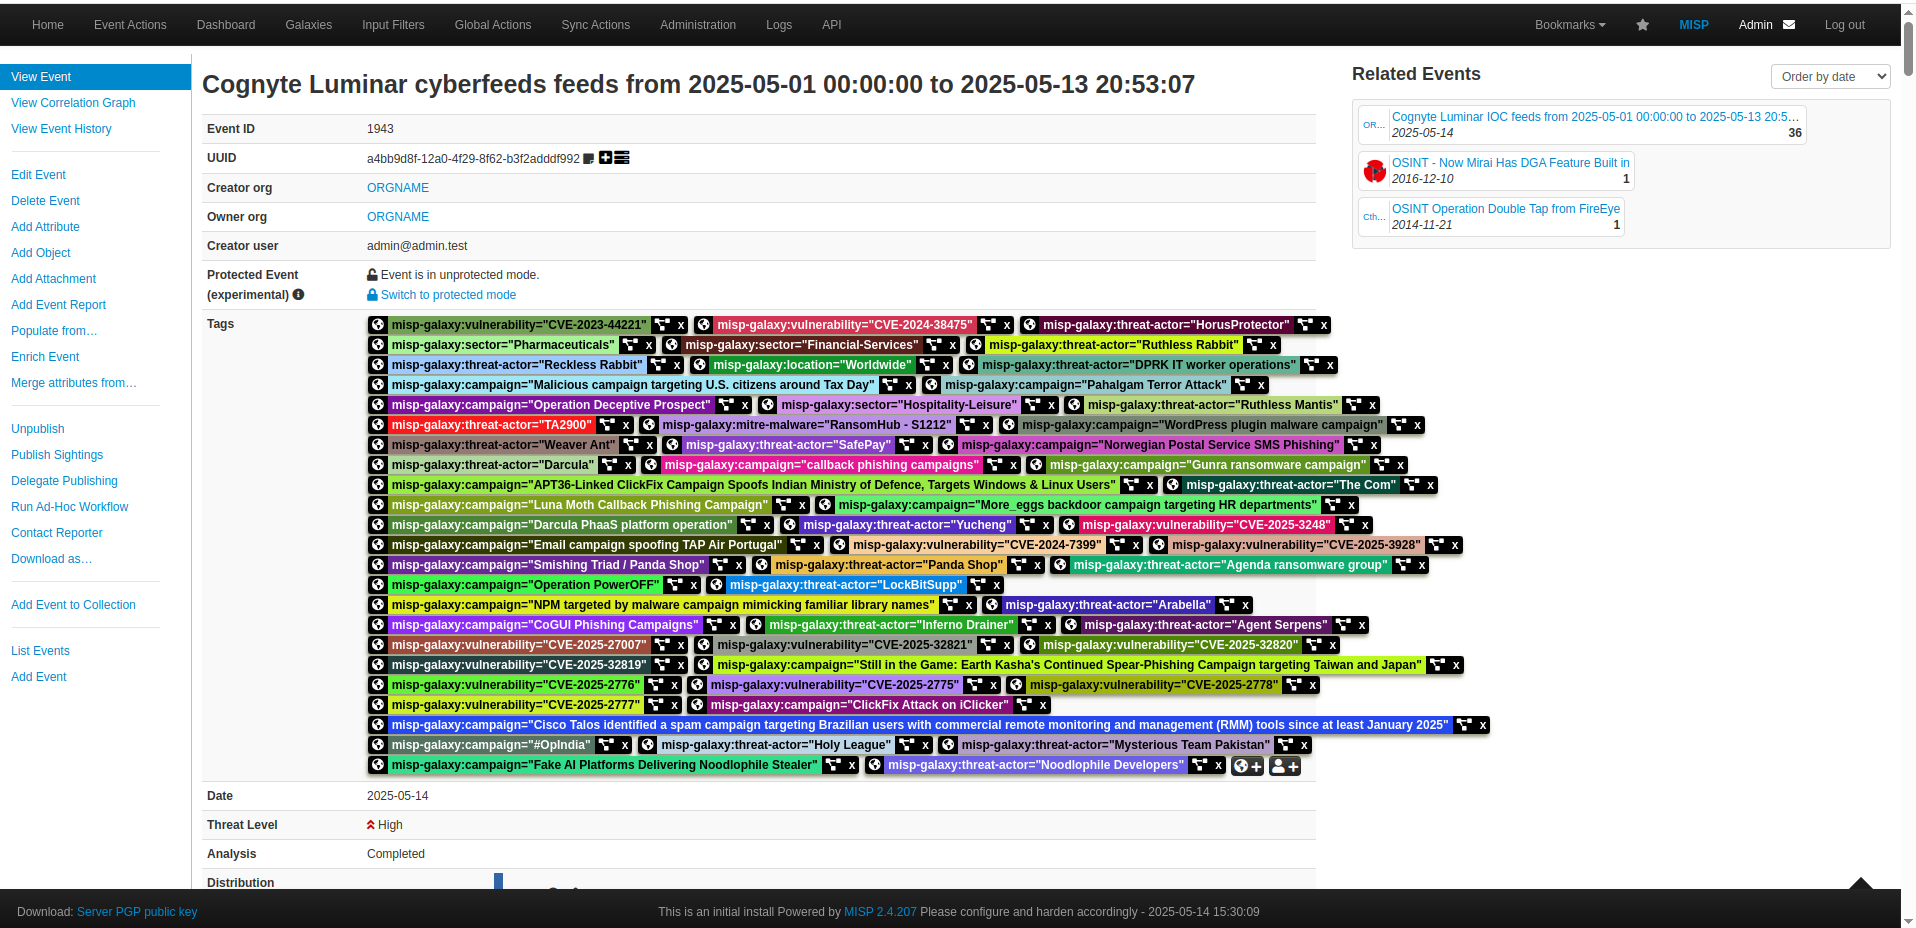 Home Event Actions Dashboard Galaxies Input Filters Global Actions Sync Actions Administration Logs API Bookmarks MISP Admin Log out
View Event
View Correlation Graph
View Event History
Edit Event
Delete Event
Add Attribute
Add Object
Add Attachment
Add Event Report
Populate from…
Enrich Event
Merge attributes from…
Unpublish
Publish Sightings
Delegate Publishing
Run Ad-Hoc Workflow
Contact Reporter
Download as…
Add Event to Collection
List Events
Add Event
Cognyte Luminar cyberfeeds feeds from 2025-05-01 00:00:00 to 2025-05-13 20:53:07
Event ID 1943
UUID a4bb9d8f-12a0-4f29-8f62-b3f2adddf992
Creator org ORGNAME
Owner org ORGNAME
Creator user admin@admin.test
Protected Event Event is in unprotected mode.
(experimental) Switch to protected mode
Tags misp-galaxy:vulnerability="CVE-2023-44221" x misp-galaxy:vulnerability="CVE-2024-38475" x misp-galaxy:threat-actor="HorusProtector" x
misp-galaxy:sector="Pharmaceuticals" x misp-galaxy:sector="Financial-Services" x misp-galaxy:threat-actor="Ruthless Rabbit" x
misp-galaxy:threat-actor="Reckless Rabbit" x misp-galaxy:location="Worldwide" x misp-galaxy:threat-actor="DPRK IT worker operations" x
misp-galaxy:campaign="Malicious campaign targeting U.S. citizens around Tax Day" x misp-galaxy:campaign="Pahalgam Terror Attack" x
misp-galaxy:campaign="Operation Deceptive Prospect" x misp-galaxy:sector="Hospitality-Leisure" x misp-galaxy:threat-actor="Ruthless Mantis" x
misp-galaxy:threat-actor="TA2900" x misp-galaxy:mitre-malware="RansomHub - S1212" x misp-galaxy:campaign="WordPress plugin malware campaign" x
misp-galaxy:threat-actor="Weaver Ant" x misp-galaxy:threat-actor="SafePay" x misp-galaxy:campaign="Norwegian Postal Service SMS Phishing" x
misp-galaxy:threat-actor="Darcula" x misp-galaxy:campaign="callback phishing campaigns" x misp-galaxy:campaign="Gunra ransomware campaign" x
misp-galaxy:campaign="APT36-Linked ClickFix Campaign Spoofs Indian Ministry of Defence, Targets Windows & Linux Users" x misp-galaxy:threat-actor="The Com" x
misp-galaxy:campaign="Luna Moth Callback Phishing Campaign" x misp-galaxy:campaign="More_eggs backdoor campaign targeting HR departments" x
misp-galaxy:campaign="Darcula PhaaS platform operation" x misp-galaxy:threat-actor="Yucheng" x misp-galaxy:vulnerability="CVE-2025-3248" x
misp-galaxy:campaign="Email campaign spoofing TAP Air Portugal" x misp-galaxy:vulnerability="CVE-2024-7399" x misp-galaxy:vulnerability="CVE-2025-3928" x
misp-galaxy:campaign="Smishing Triad / Panda Shop" x misp-galaxy:threat-actor="Panda Shop" x misp-galaxy:threat-actor="Agenda ransomware group" x
misp-galaxy:campaign="Operation PowerOFF" x misp-galaxy:threat-actor="LockBitSupp" x
misp-galaxy:campaign="NPM targeted by malware campaign mimicking familiar library names" x misp-galaxy:threat-actor="Arabella" x
misp-galaxy:campaign="CoGUI Phishing Campaigns" x misp-galaxy:threat-actor="Inferno Drainer" x misp-galaxy:threat-actor="Agent Serpens" x
misp-galaxy:vulnerability="CVE-2025-27007" x misp-galaxy:vulnerability="CVE-2025-32821" x misp-galaxy:vulnerability="CVE-2025-32820" x
misp-galaxy:vulnerability="CVE-2025-32819" x misp-galaxy:campaign="Still in the Game: Earth Kasha's Continued Spear-Phishing Campaign targeting Taiwan and Japan" x
misp-galaxy:vulnerability="CVE-2025-2776" x misp-galaxy:vulnerability="CVE-2025-2775" x misp-galaxy:vulnerability="CVE-2025-2778" x
misp-galaxy:vulnerability="CVE-2025-2777" x misp-galaxy:campaign="ClickFix Attack on iClicker" x
misp-galaxy:campaign="Cisco Talos identified a spam campaign targeting Brazilian users with commercial remote monitoring and management (RMM) tools since at least January 2025" x
misp-galaxy:campaign="#OpIndia" x misp-galaxy:threat-actor="Holy League" x misp-galaxy:threat-actor="Mysterious Team Pakistan" x
misp-galaxy:campaign="Fake AI Platforms Delivering Noodlophile Stealer" x misp-galaxy:threat-actor="Noodlophile Developers" x
Date 2025-05-14
Threat Level High
Analysis Completed
Distribution
Related Events Order by date
OR... Cognyte Luminar IOC feeds from 2025-05-01 00:00:00 to 2025-05-13 20:5...
2025-05-14 36
OSINT - Now Mirai Has DGA Feature Built in
2016-12-10 1
Cth... OSINT Operation Double Tap from FireEye
2014-11-21 1
Download: Server PGP public key This is an initial install Powered by MISP 2.4.207 Please configure and harden accordingly - 2025-05-14 15:30:09